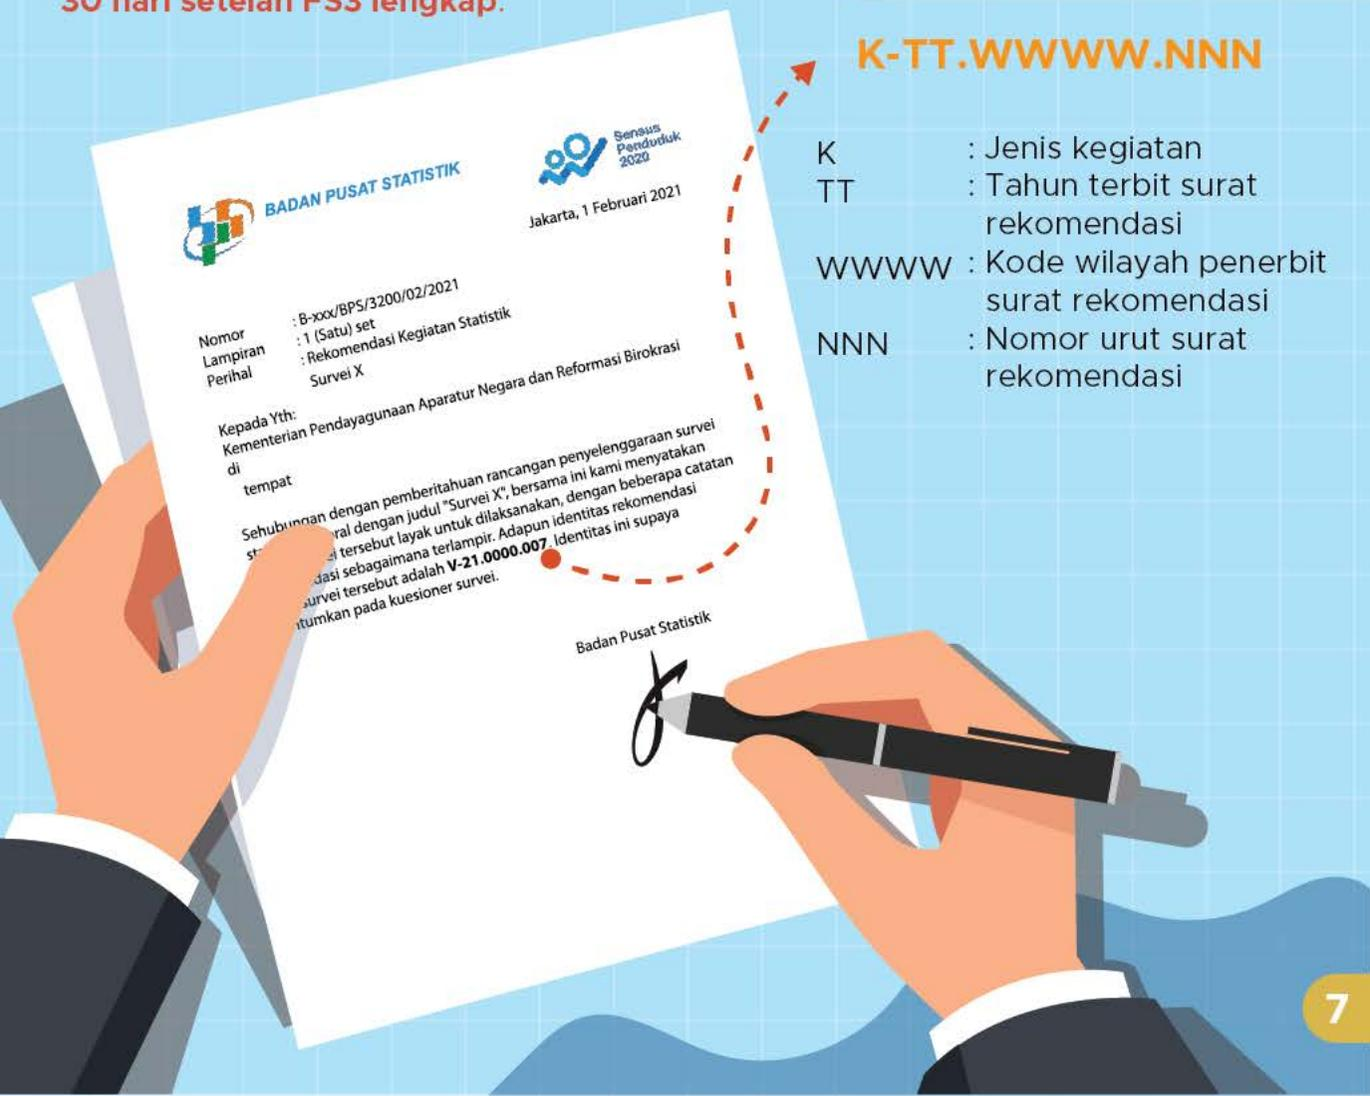 30 hari setelah FS3 lengkap.
K-TT.WWWW.NNN
K : Jenis kegiatan
TT : Tahun terbit surat
rekomendasi
WWWW : Kode wilayah penerbit
surat rekomendasi
NNN : Nomor urut surat
rekomendasi
BADAN PUSAT STATISTIK
Sensus
Penduduk
2020
Jakarta, 1 Februari 2021
Nomor : B-xxx/BPS/3200/02/2021
Lampiran : 1 (Satu) set
Perihal : Rekomendasi Kegiatan Statistik
Survei X
Kepada Yth:
Kementerian Pendayagunaan Aparatur Negara dan Reformasi Birokrasi
di
tempat
Sehubungan dengan pemberitahuan rancangan penyelenggaraan survei
dengan judul "Survei X", bersama ini kami menyatakan
tersebut layak untuk dilaksanakan, dengan beberapa catatan
sebagaimana terlampir. Adapun identitas rekomendasi
survei tersebut adalah V-21.0000.007. Identitas ini supaya
pada kuesioner survei.
Badan Pusat Statistik
7